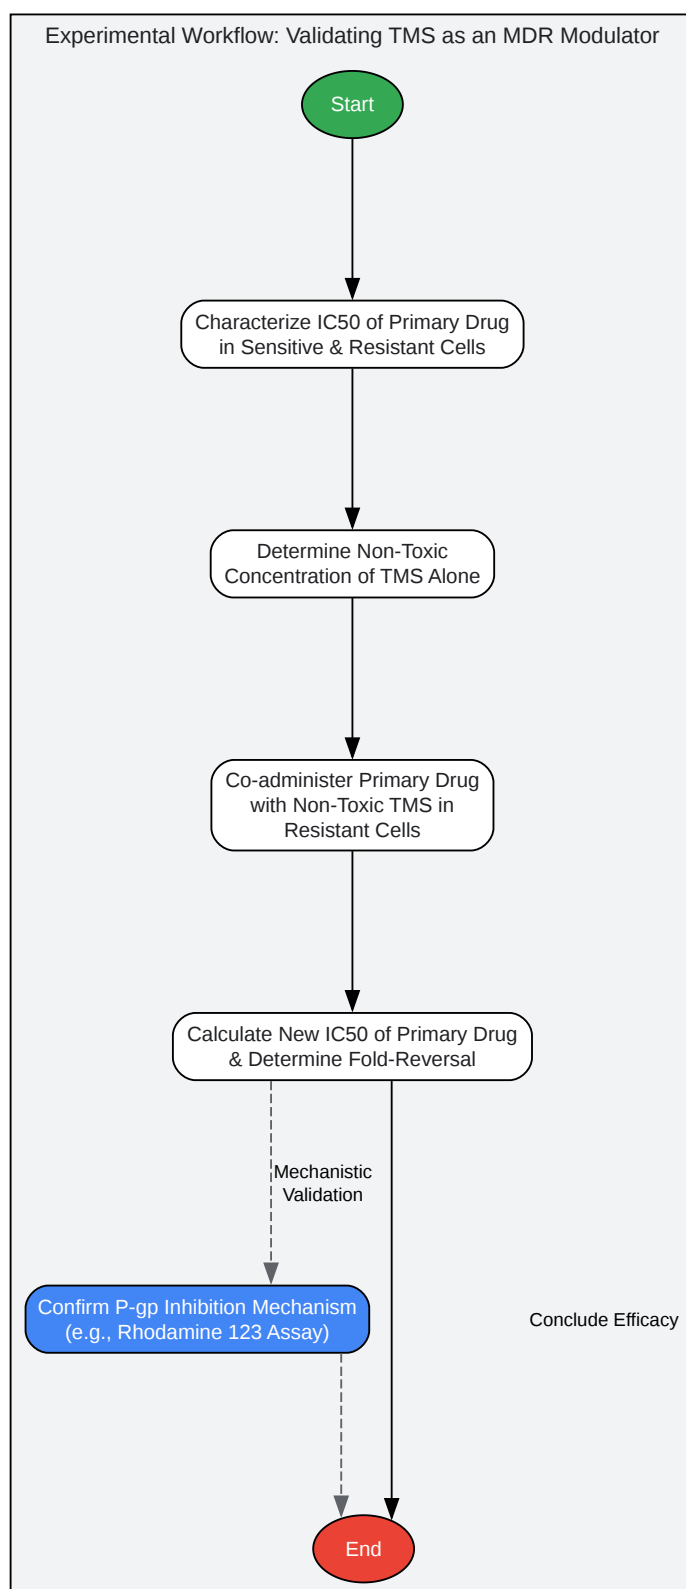 Experimental Workflow: Validating TMS as an MDR Modulator
Start
Characterize IC50 of Primary Drug
in Sensitive & Resistant Cells
Determine Non-Toxic
Concentration of TMS Alone
Co-administer Primary Drug
with Non-Toxic TMS in
Resistant Cells
Calculate New IC50 of Primary Drug
& Determine Fold-Reversal
Mechanistic
Validation
Confirm P-gp Inhibition Mechanism
(e.g., Rhodamine 123 Assay)
Conclude Efficacy
End